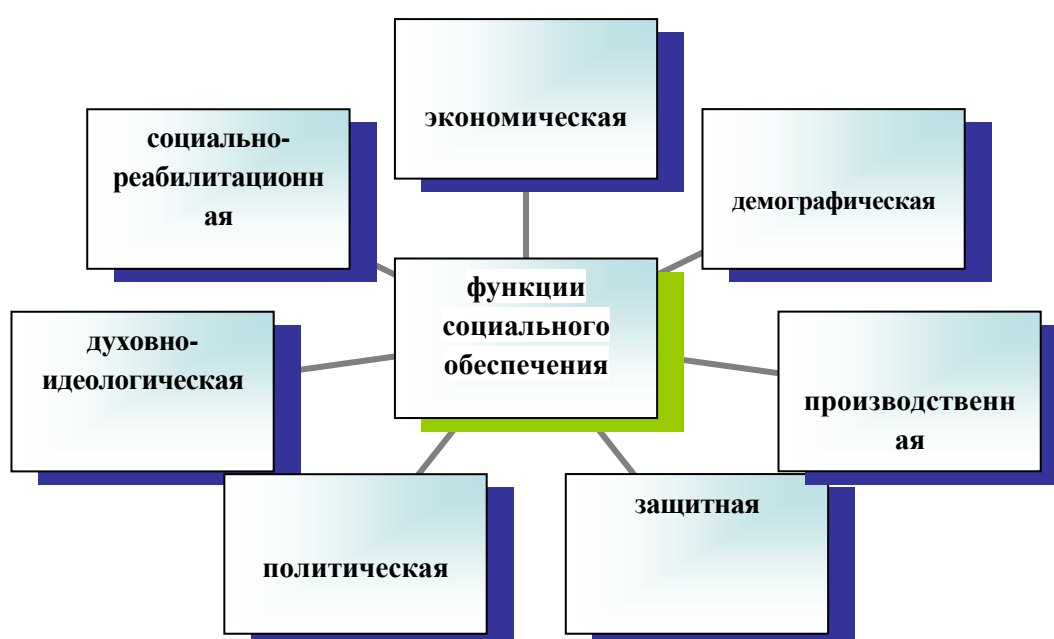 экономическая
социально-
реабилитационн
ая
демографическая
функции
социального
обеспечения
духовно-
идеологическая
производственн
ая
защитная
политическая